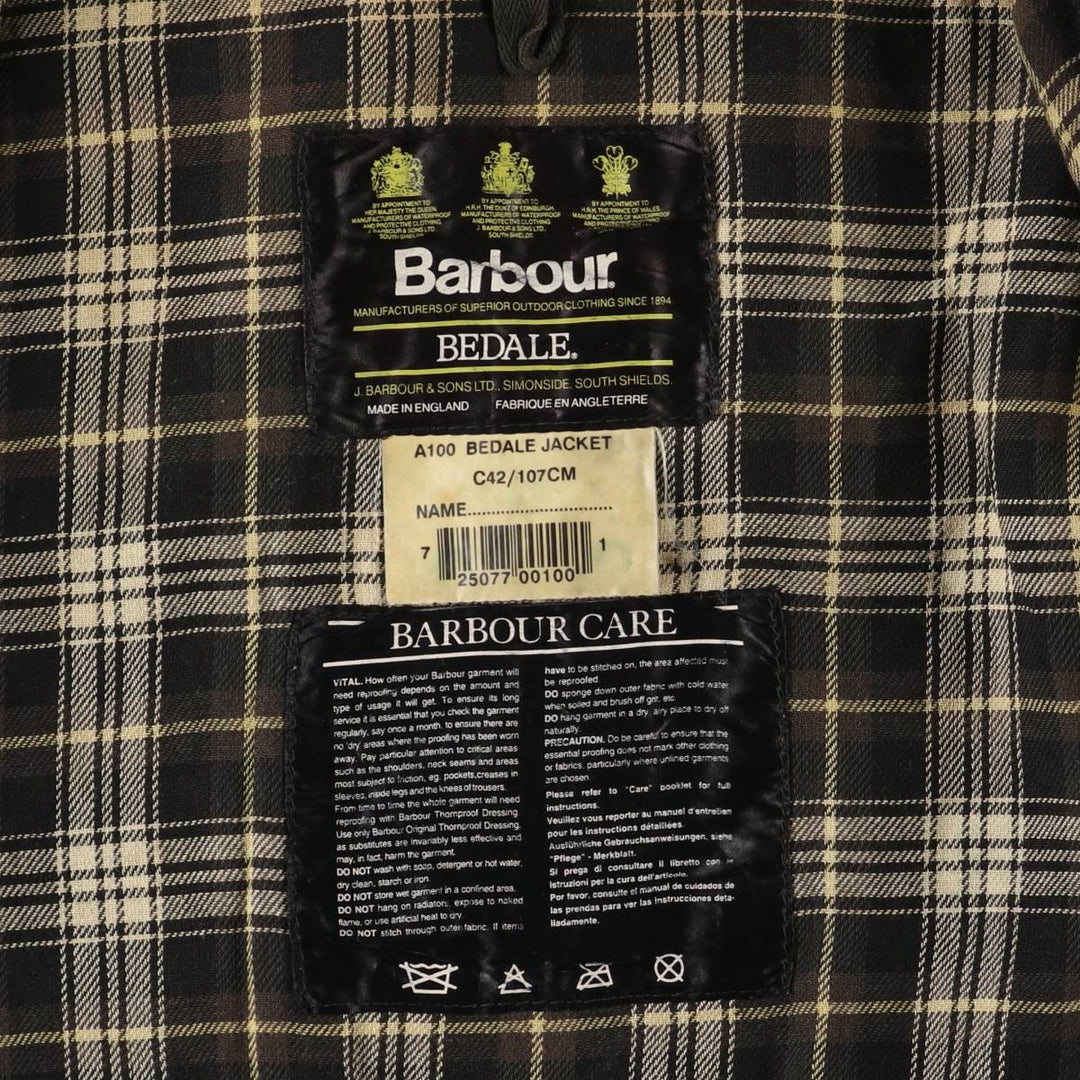 BY APPOINTMENT TO
HER MAJESTY THE QUEEN
MANUFACTURERS OF WATERPROOF
AND PROTECTIVE CLOTHING
J. BARBOUR & SONS LTD.
SOUTH SHIELDS
BY APPOINTMENT TO
H.R.H. THE DUKE OF EDINBURGH
MANUFACTURERS OF WATERPROOF
AND PROTECTIVE CLOTHING
J. BARBOUR & SONS LTD.
SOUTH SHIELDS
BY APPOINTMENT TO
H.R.H. THE PRINCE OF WALES
MANUFACTURERS OF WATERPROOF
AND PROTECTIVE
Barbour.
MANUFACTURERS OF SUPERIOR OUTDOOR CLOTHING SINCE 1894
BEDALE®
J. BARBOUR & SONS LTD., SIMONSIDE. SOUTH SHIELDS.
MADE IN ENGLAND FABRIQUE EN ANGLETERRE
A100 BEDALE JACKET
C42/107CM
NAME..............................
7 25077 00100 1
BARBOUR CARE
VITAL. How often your Barbour garment will
need reproofing depends on the amount and
type of usage it will get. To ensure its long
service it is essential that you check the garment
regularly, say once a month, to ensure there are
no 'dry' areas where the proofing has been worn
away. Pay particular attention to critical areas
such as the shoulders, neck seams and areas
most subject to friction, eg. pockets,creases in
sleeves, inside legs and the knees of trousers.
From time to time the whole garment will need
reproofing with Barbour Thornproof Dressing.
Use only Barbour Original Thornproof Dressing,
as substitutes are invariably less effective and
may, in fact, harm the garment.
DO NOT wash with soap, detergent or hot water,
dry clean, starch or iron.
DO NOT store wet garment in a confined area.
DO NOT hang on radiators, expose to naked
flame, or use artificial heat to dry.
DO NOT stitch through outer fabric. If items
have to be stitched on, the area affected must
be reproofed.
DO sponge down outer fabric with cold water
when soiled and brush off grit, etc.
DO hang garment in a dry, airy place to dry off
naturally.
PRECAUTION. Do be careful to ensure that the
essential proofing does not mark other clothing
or fabrics, particularly where unlined garments
are chosen.
Please refer to "Care" booklet for full
instructions.
Veuillez vous reporter au manuel d'entretien
pour les instructions détaillées.
Ausführliche Gebrauchsanweisungen, siehe
"Pflege" - Merkblatt.
Si prega di consultare il libretto con le
Istruzioni per la cura dell'articolo.
Por favor, consulte el manual de cuidados de
las prendas para ver las instrucciones deta-
lladamente.